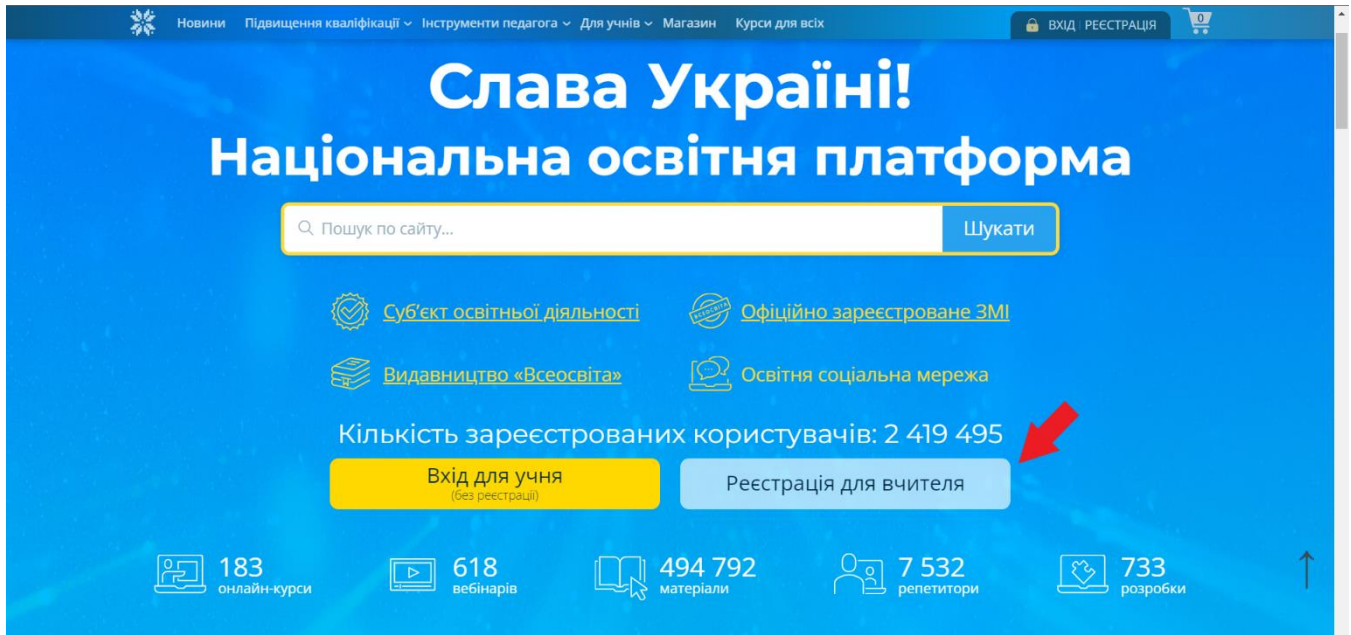 Новини Підвищення кваліфікації Інструменти педагога Для учнів Магазин Курси для всіх ВХІД | РЕЄСТРАЦІЯ 0
Слава Україні!
Національна освітня платформа
Пошук по сайту... Шукати
Суб'єкт освітньої діяльності Офіційно зареєстроване ЗМІ
Видавництво «Всеосвіта» Освітня соціальна мережа
Кількість зареєстрованих користувачів: 2 419 495
Вхід для учня Реєстрація для вчителя
(без реєстрації)
183 618 494 792 7 532 733
онлайн-курси вебінарів матеріали репетитори розробки